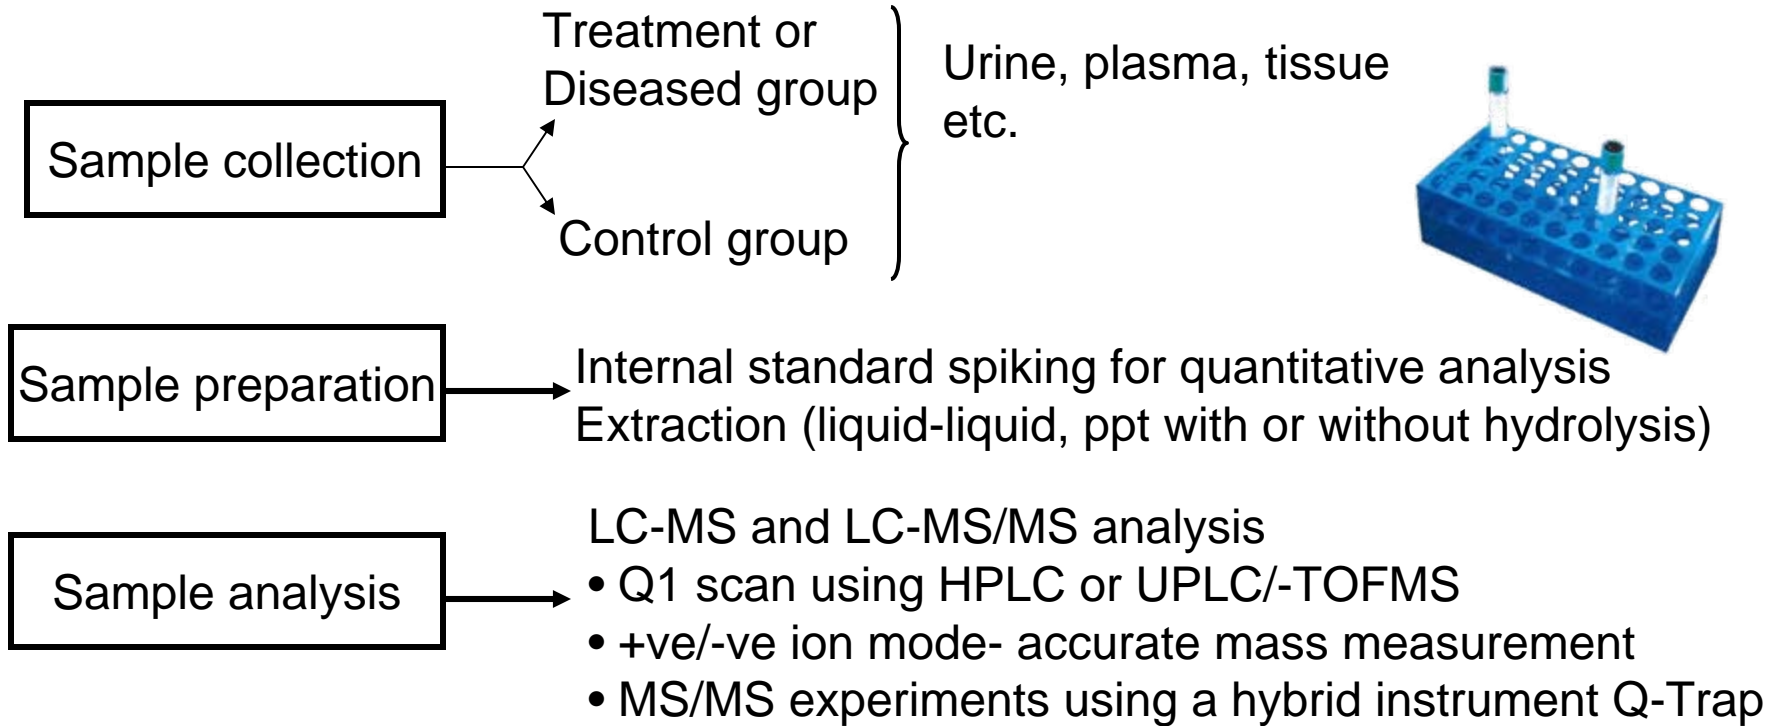 Treatment or
Diseased group
Urine, plasma, tissue
etc.
Sample collection
Control group
Sample preparation
Internal standard spiking for quantitative analysis
Extraction (liquid-liquid, ppt with or without hydrolysis)
Sample analysis
LC-MS and LC-MS/MS analysis
• Q1 scan using HPLC or UPLC/-TOFMS
• +ve/-ve ion mode- accurate mass measurement
• MS/MS experiments using a hybrid instrument Q-Trap